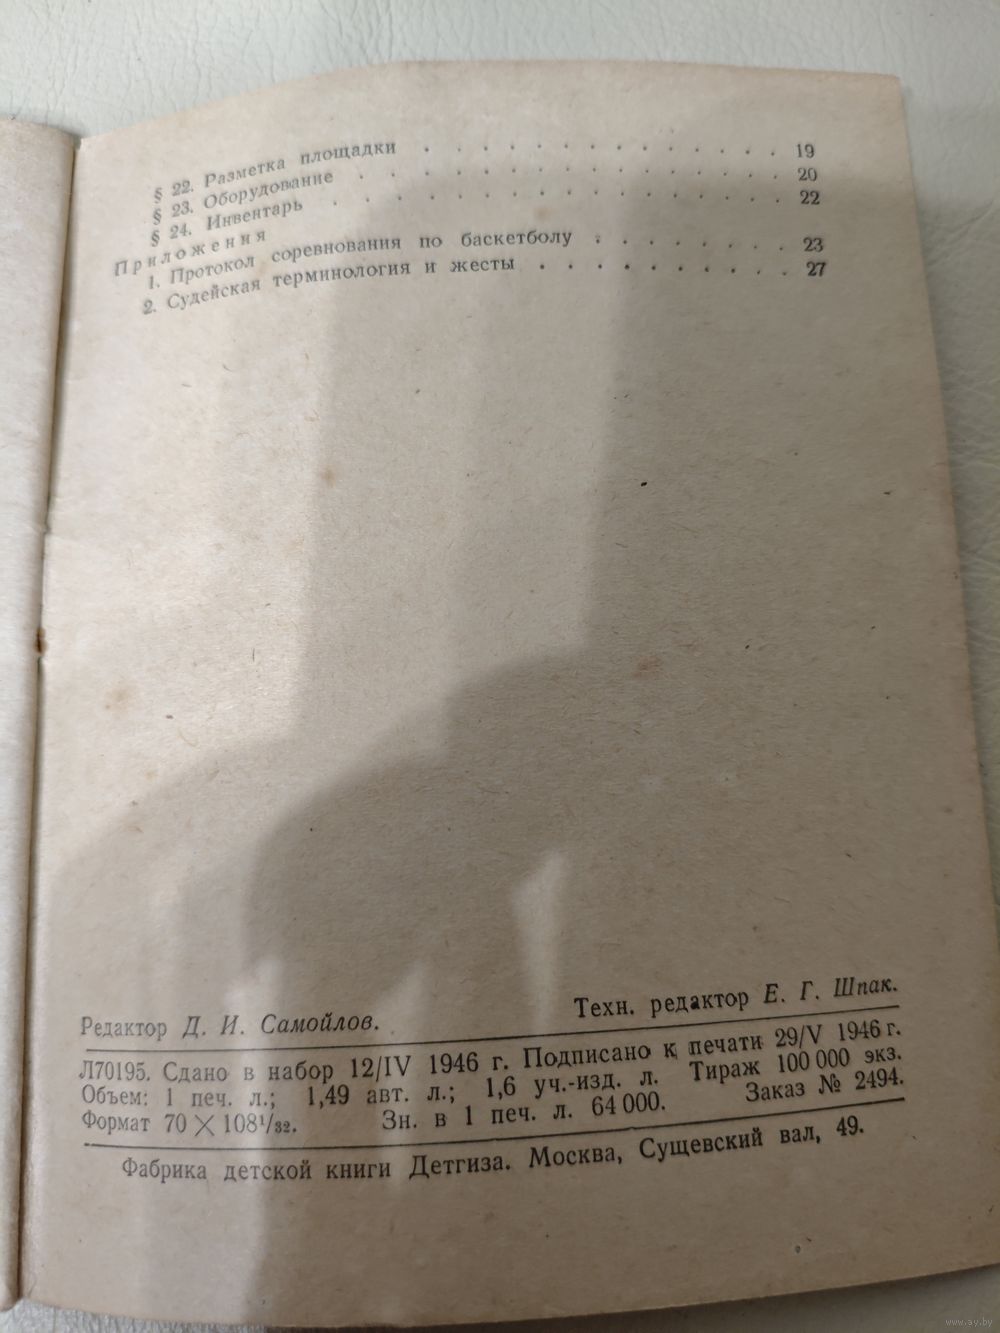 § 22. Разметка площадки . . . . . . . . . . . . . 19
§ 23. Оборудование . . . . . . . . . . . . . . . 20
§ 24. Инвентарь . . . . . . . . . . . . . . . . 22
Приложения
1. Протокол соревнования по баскетболу . . . . . . . . 23
2. Судейская терминология и жесты . . . . . . . . . . 27
Редактор Д. И. Самойлов.
Техн. редактор Е. Г. Шпак.
Л70195. Сдано в набор 12/IV 1946 г. Подписано к печати 29/V 1946 г.
Объем: 1 печ. л.; 1,49 авт. л.; 1,6 уч.-изд. л. Тираж 100 000 экз.
Формат 70 × 108¹/₃₂. Зн. в 1 печ. л. 64 000. Заказ № 2494.
Фабрика детской книги Детгиза. Москва, Сущевский вал, 49.
www.ay.by